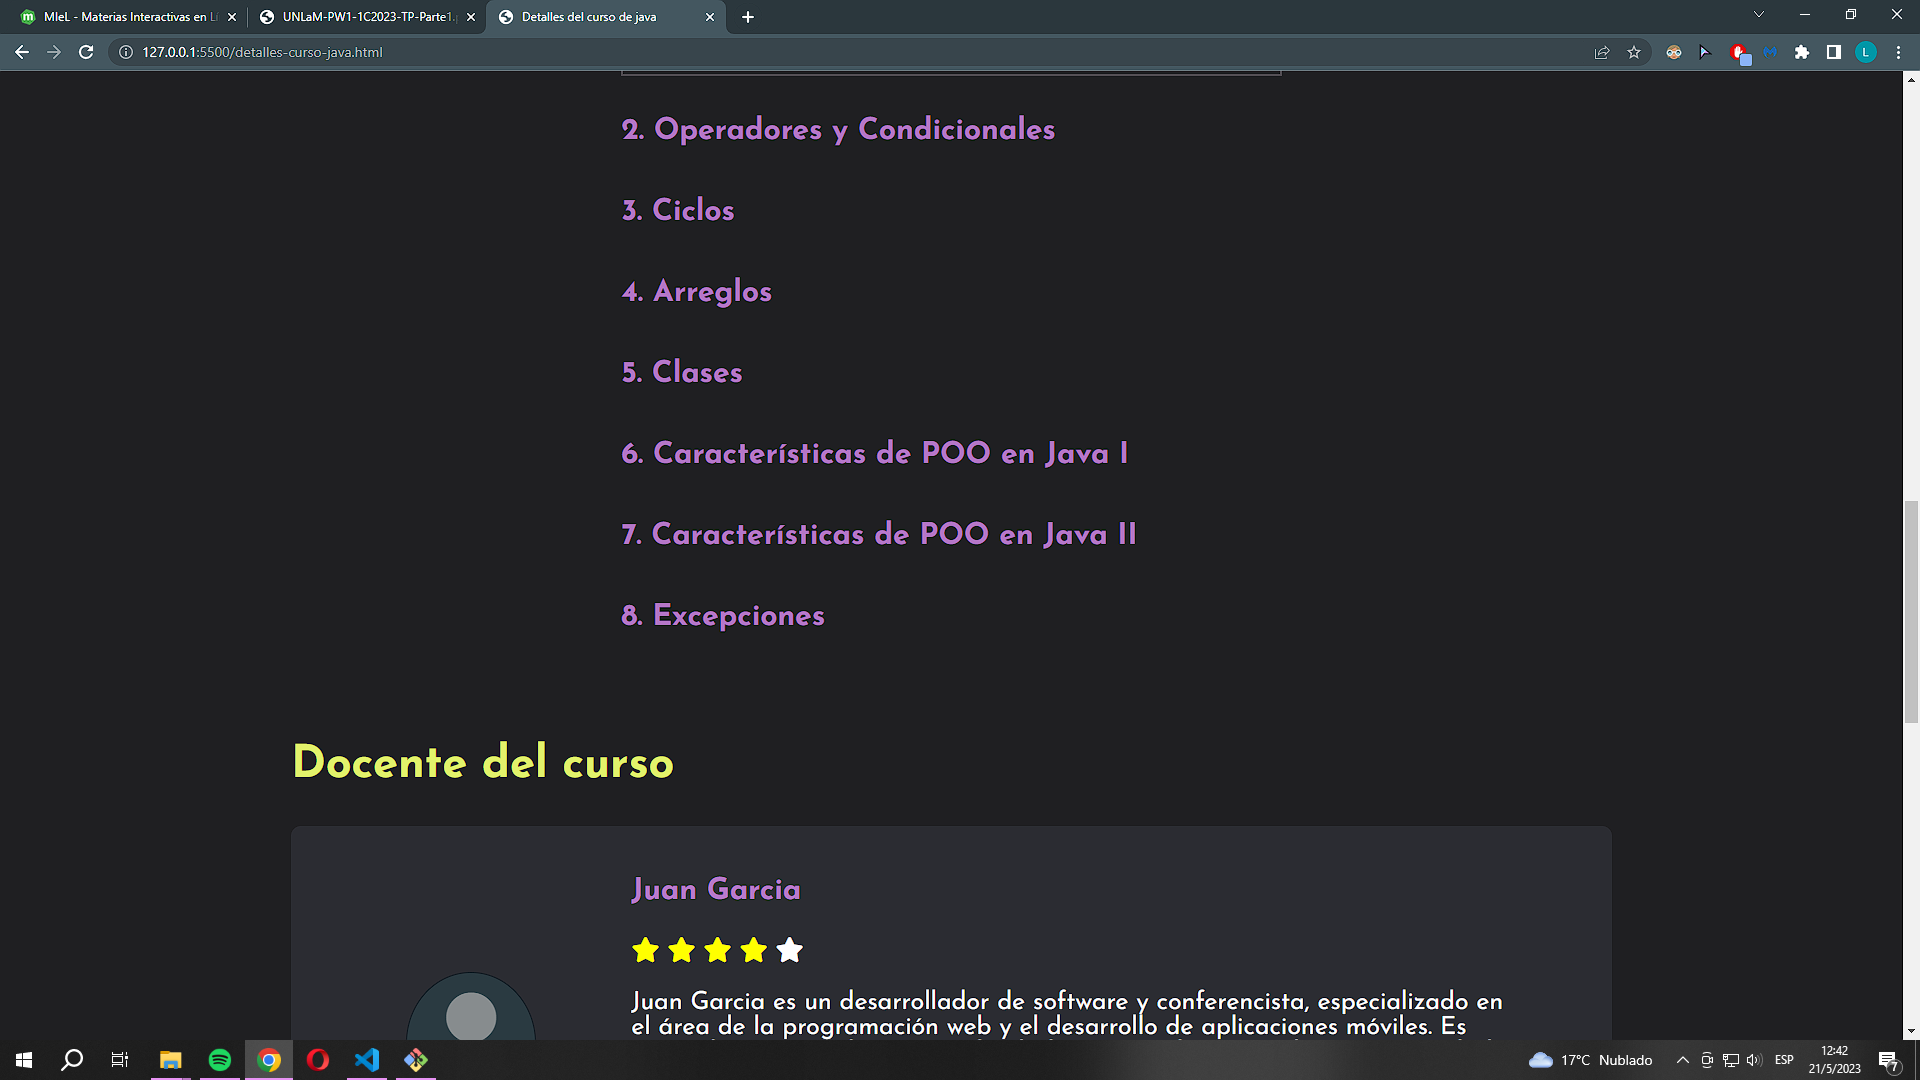 MIeL - Materias Interactivas en Lí
UNLaM-PW1-1C2023-TP-Parte1.
Detalles del curso de java
127.0.0.1:5500/detalles-curso-java.html
L
2. Operadores y Condicionales
3. Ciclos
4. Arreglos
5. Clases
6. Características de POO en Java I
7. Características de POO en Java II
8. Excepciones
Docente del curso
Juan Garcia
Juan Garcia es un desarrollador de software y conferencista, especializado en
el área de la programación web y el desarrollo de aplicaciones móviles. Es
17°C Nublado
ESP
12:42
21/5/2023
7